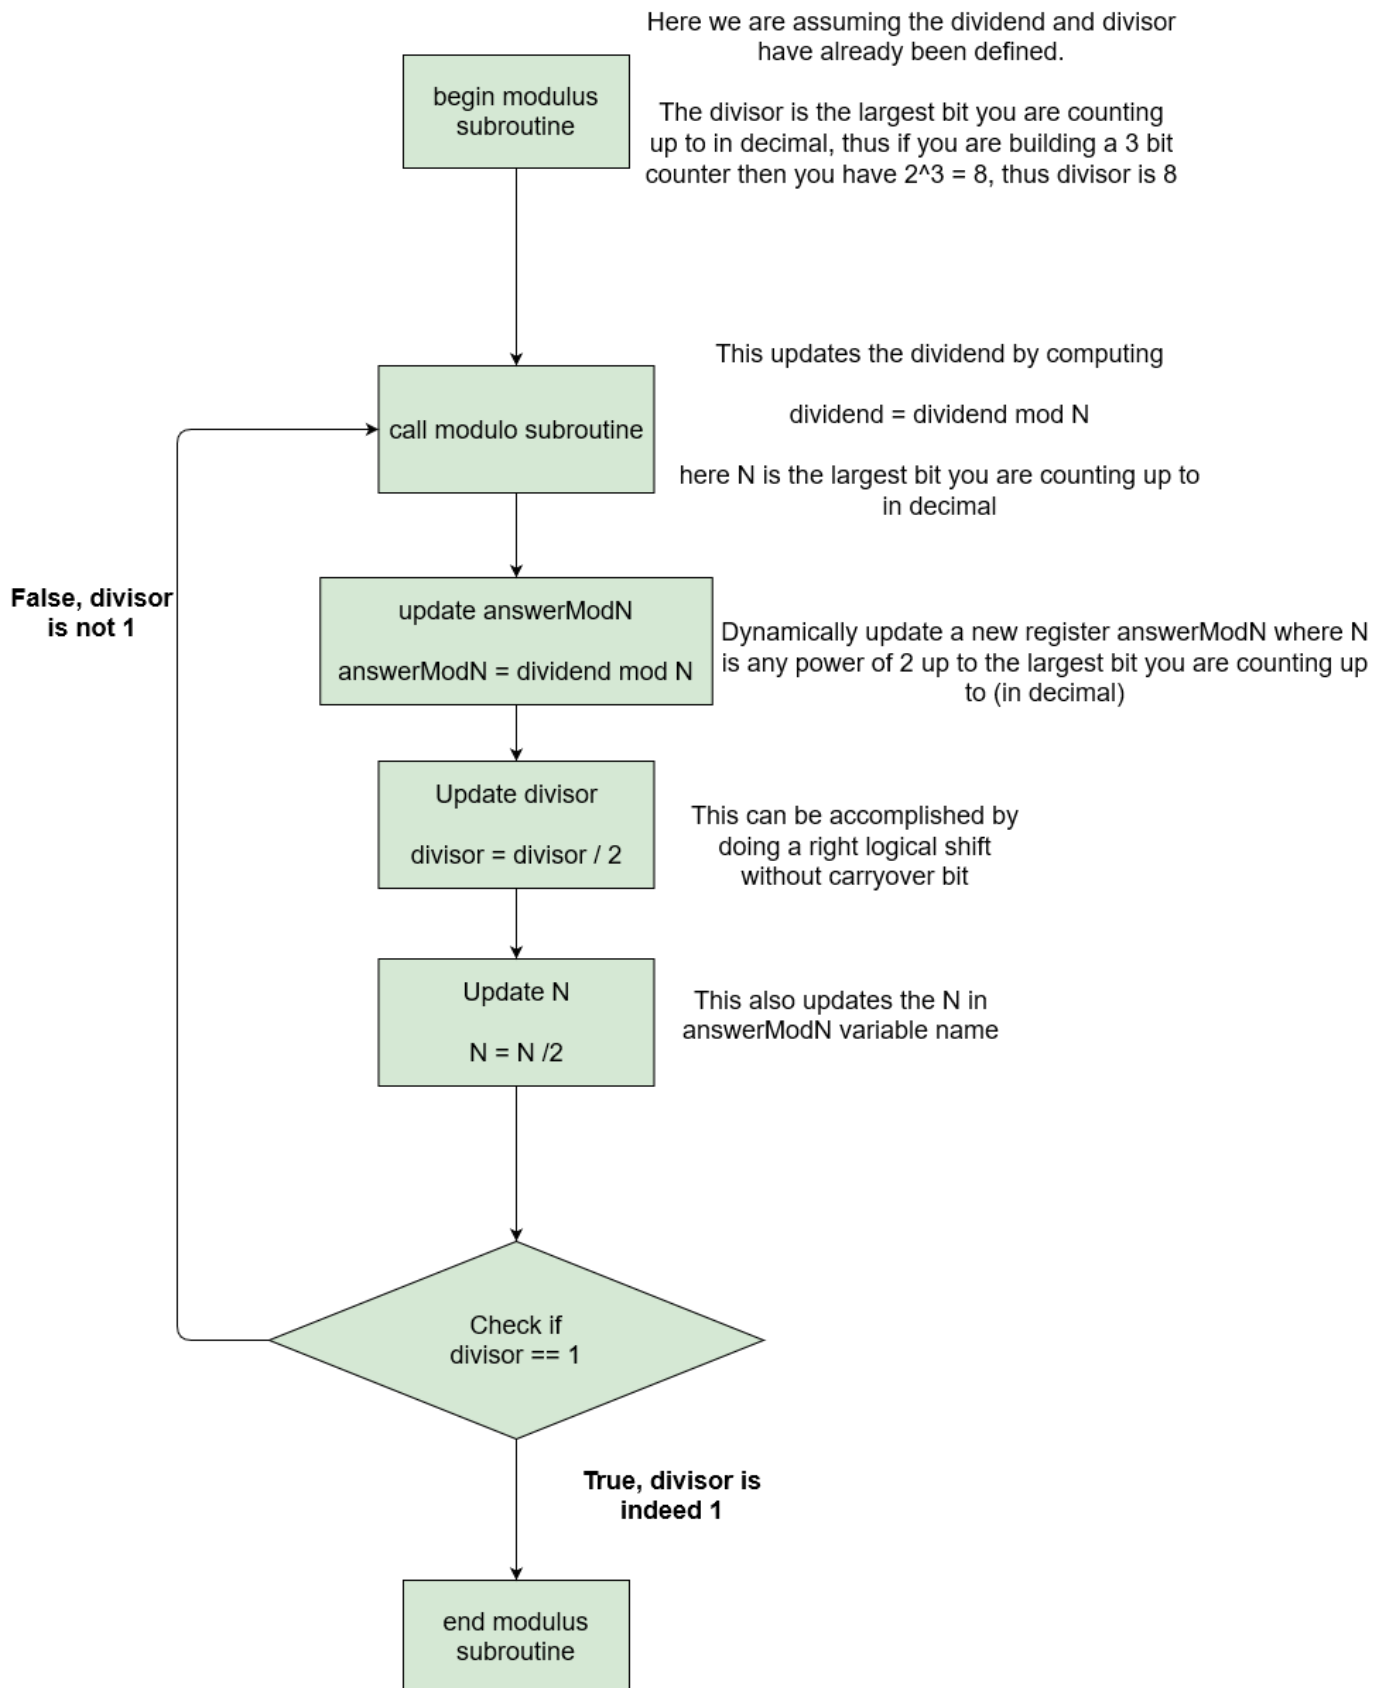 Here we are assuming the dividend and divisor
have already been defined.
The divisor is the largest bit you are counting
up to in decimal, thus if you are building a 3 bit
counter then you have 2^3 = 8, thus divisor is 8
begin modulus
subroutine
This updates the dividend by computing
dividend = dividend mod N
here N is the largest bit you are counting up to
in decimal
call modulo subroutine
False, divisor
is not 1
update answerModN
answerModN = dividend mod N
Dynamically update a new register answerModN where N
is any power of 2 up to the largest bit you are counting up
to (in decimal)
Update divisor
divisor = divisor / 2
This can be accomplished by
doing a right logical shift
without carryover bit
Update N
N = N /2
This also updates the N in
answerModN variable name
Check if
divisor == 1
True, divisor is
indeed 1
end modulus
subroutine